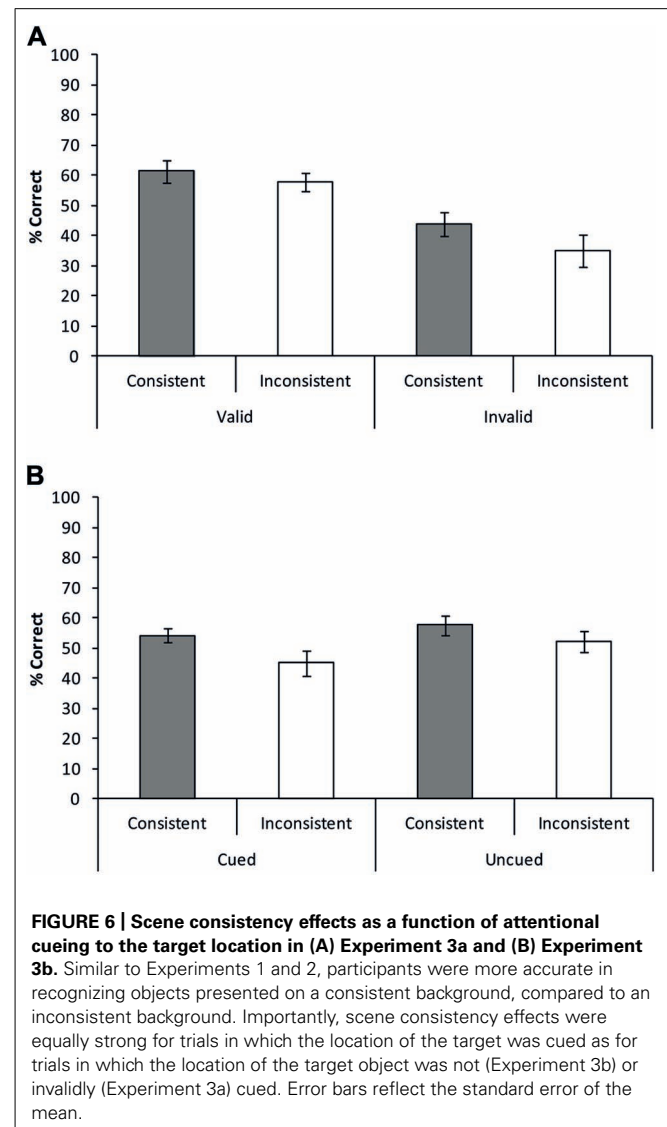 A
100
90
80
70
60
50
40
30
20
10
0
% Correct
Consistent Inconsistent Consistent Inconsistent
Valid Invalid
B
100
90
80
70
60
50
40
30
20
10
0
% Correct
Consistent Inconsistent Consistent Inconsistent
Cued Uncued
FIGURE 6 | Scene consistency effects as a function of attentional
cueing to the target location in (A) Experiment 3a and (B) Experiment
3b. Similar to Experiments 1 and 2, participants were more accurate in
recognizing objects presented on a consistent background, compared to an
inconsistent background. Importantly, scene consistency effects were
equally strong for trials in which the location of the target was cued as for
trials in which the location of the target object was not (Experiment 3b) or
invalidly (Experiment 3a) cued. Error bars reflect the standard error of the
mean.